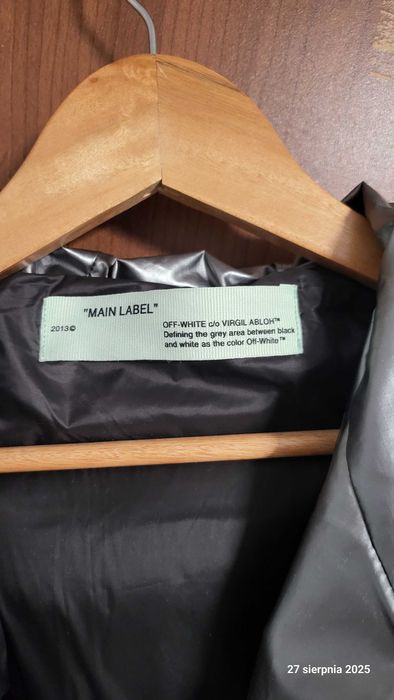 "MAIN LABEL"
2013©
OFF-WHITE c/o VIRGIL ABLOH™
Defining the grey area between black
and white as the color Off-White™
27 sierpnia 2025